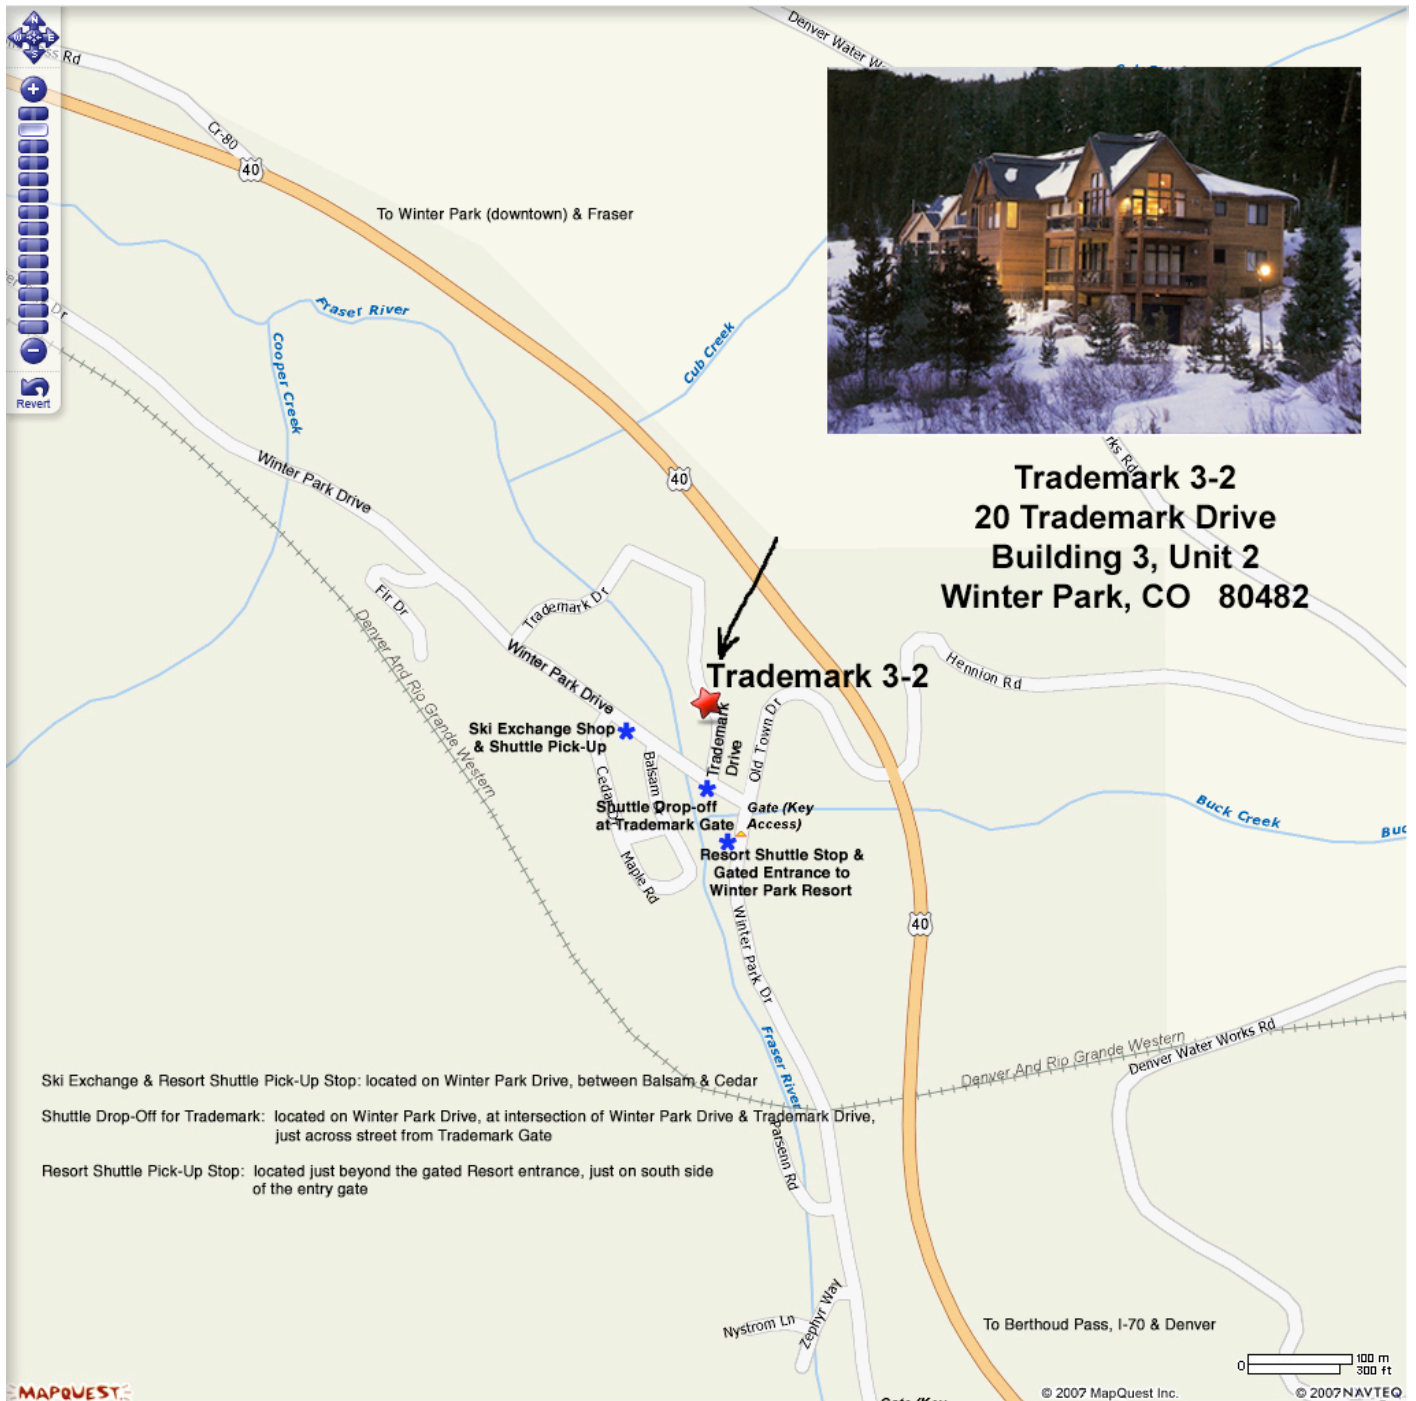 N
W
E
S
Rd
Revert
Cr-80
40
Denver Water W
To Winter Park (downtown) & Fraser
Dr
Fraser River
Cooper Creek
Cub Creek
Winter Park Drive
40
rks Rd
Trademark 3-2
20 Trademark Drive
Building 3, Unit 2
Winter Park, CO 80482
Fir Dr
Trademark Dr
Denver And Rio Grande Western
Winter Park Drive
Hennion Rd
Trademark 3-2
Ski Exchange Shop
& Shuttle Pick-Up
Trademark
Drive
Old Town Dr
Balsam
Cedar Dr
Shuttle Drop-off
at Trademark Gate
Gate (Key
Access)
Buck Creek
Buc
Resort Shuttle Stop &
Gated Entrance to
Winter Park Resort
Maple Rd
Winter Park Dr
40
Fraser River
Denver And Rio Grande Western
Denver Water Works Rd
Ski Exchange & Resort Shuttle Pick-Up Stop: located on Winter Park Drive, between Balsam & Cedar
Shuttle Drop-Off for Trademark: located on Winter Park Drive, at intersection of Winter Park Drive & Trademark Drive,
just across street from Trademark Gate
Resort Shuttle Pick-Up Stop: located just beyond the gated Resort entrance, just on south side
of the entry gate
Parsenn Rd
Zephyr Way
Nystrom Ln
To Berthoud Pass, I-70 & Denver
0
100 m
300 ft
MAPQUEST
© 2007 MapQuest Inc.
© 2007 NAVTEQ